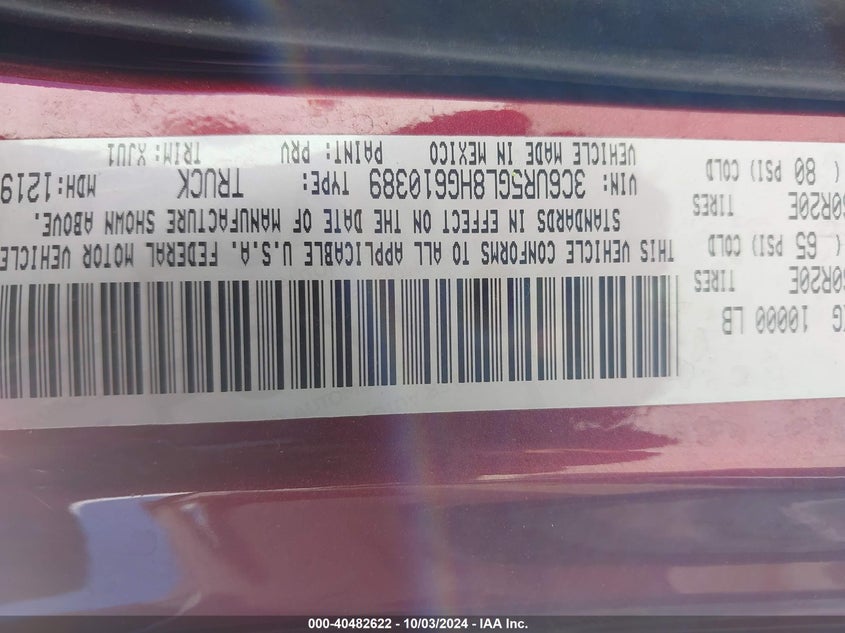 KG 10000 LB
60R20E TIRES
( 65 PSI) COLD
60R20E TIRES
( 80 PSI) COLD
THIS VEHICLE CONFORMS TO ALL APPLICABLE U.S.A. FEDERAL MOTOR VEHICLE
STANDARDS IN EFFECT ON THE DATE OF MANUFACTURE SHOWN ABOVE.
VIN: 3C6UR5GL8HG610389 TYPE: TRUCK MDH: 1219
VEHICLE MADE IN MEXICO PAINT: PRV TRIM: XJU1
000-40482622 - 10/03/2024 - IAA Inc.